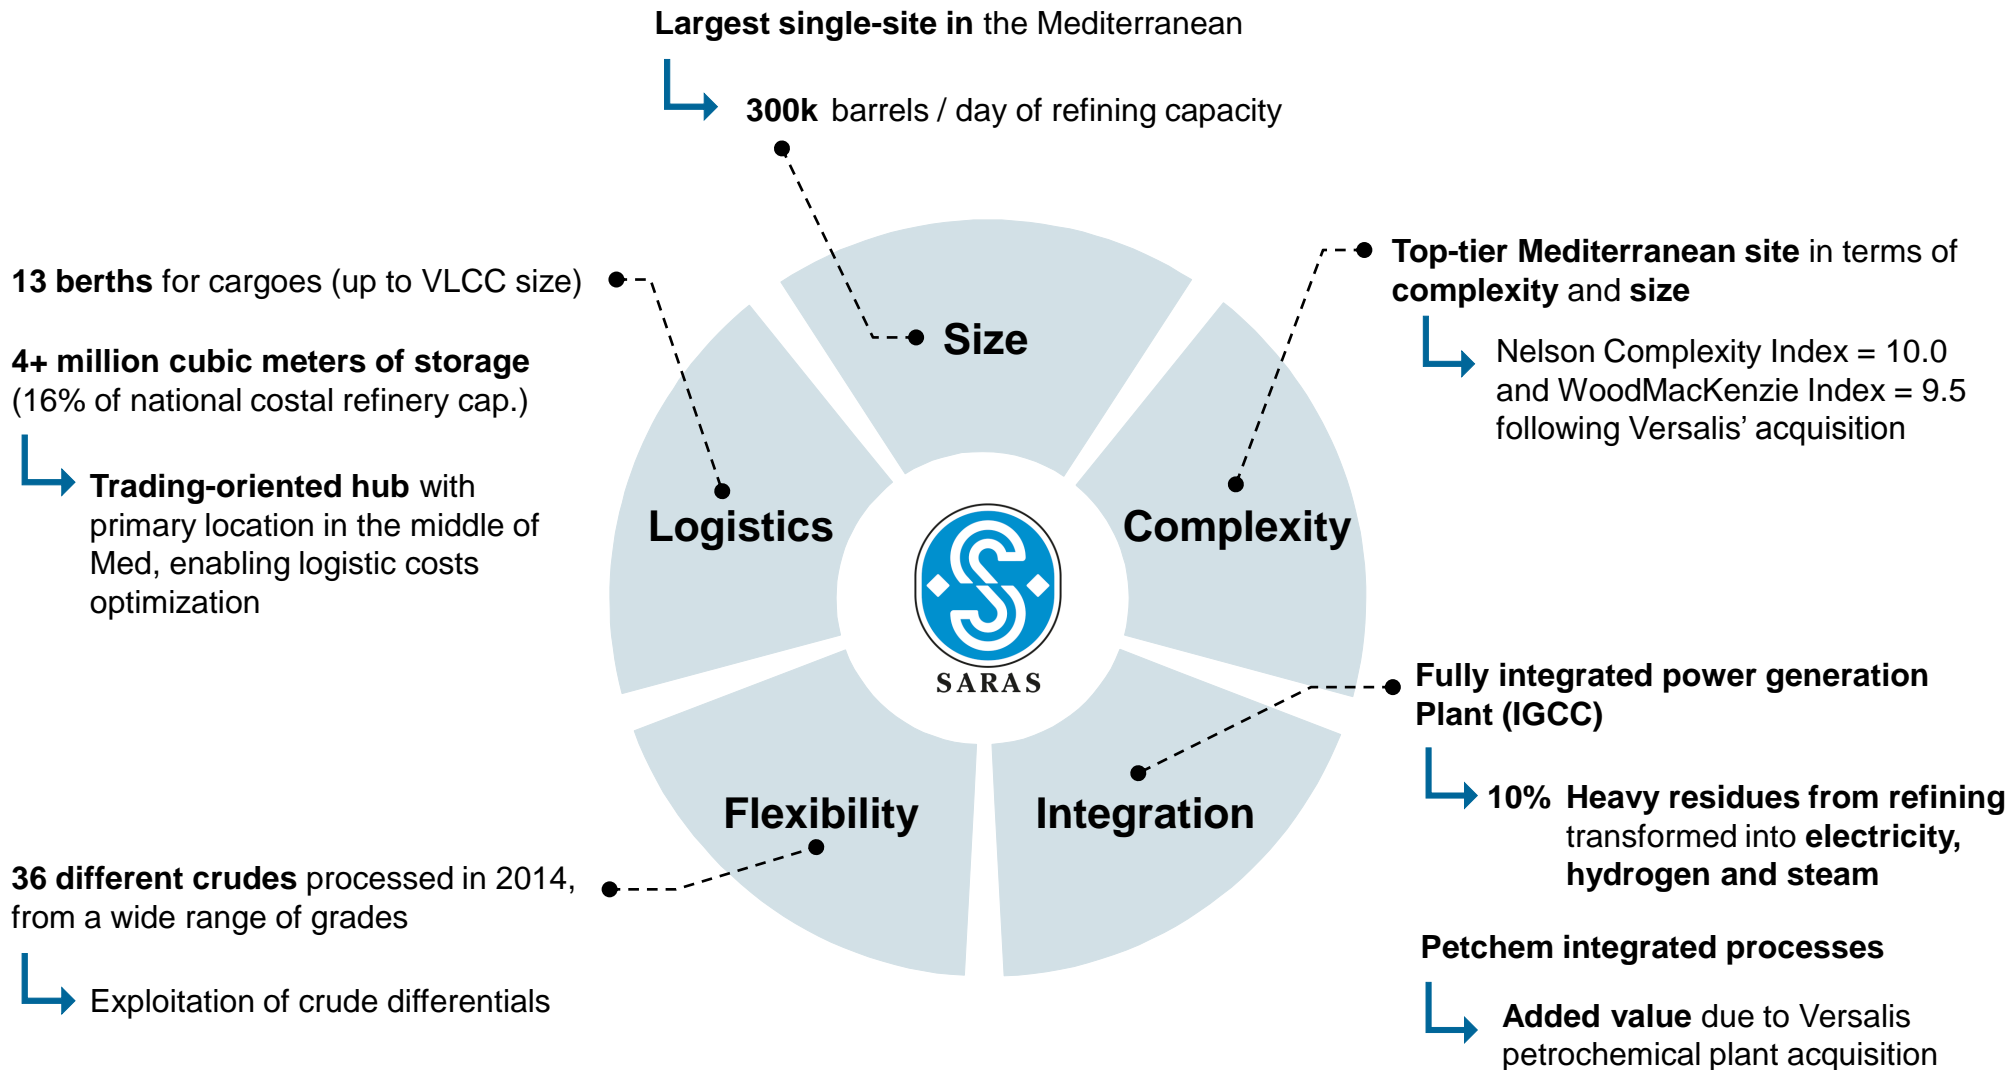 Largest single-site in the Mediterranean
300k barrels / day of refining capacity
13 berths for cargoes (up to VLCC size)
4+ million cubic meters of storage
(16% of national costal refinery cap.)
Trading-oriented hub with
primary location in the middle of
Med, enabling logistic costs
optimization
36 different crudes processed in 2014,
from a wide range of grades
Exploitation of crude differentials
Size
Logistics
Complexity
SARAS
Flexibility
Integration
Top-tier Mediterranean site in terms of
complexity and size
Nelson Complexity Index = 10.0
and WoodMacKenzie Index = 9.5
following Versalis’ acquisition
Fully integrated power generation
Plant (IGCC)
10% Heavy residues from refining
transformed into electricity,
hydrogen and steam
Petchem integrated processes
Added value due to Versalis
petrochemical plant acquisition